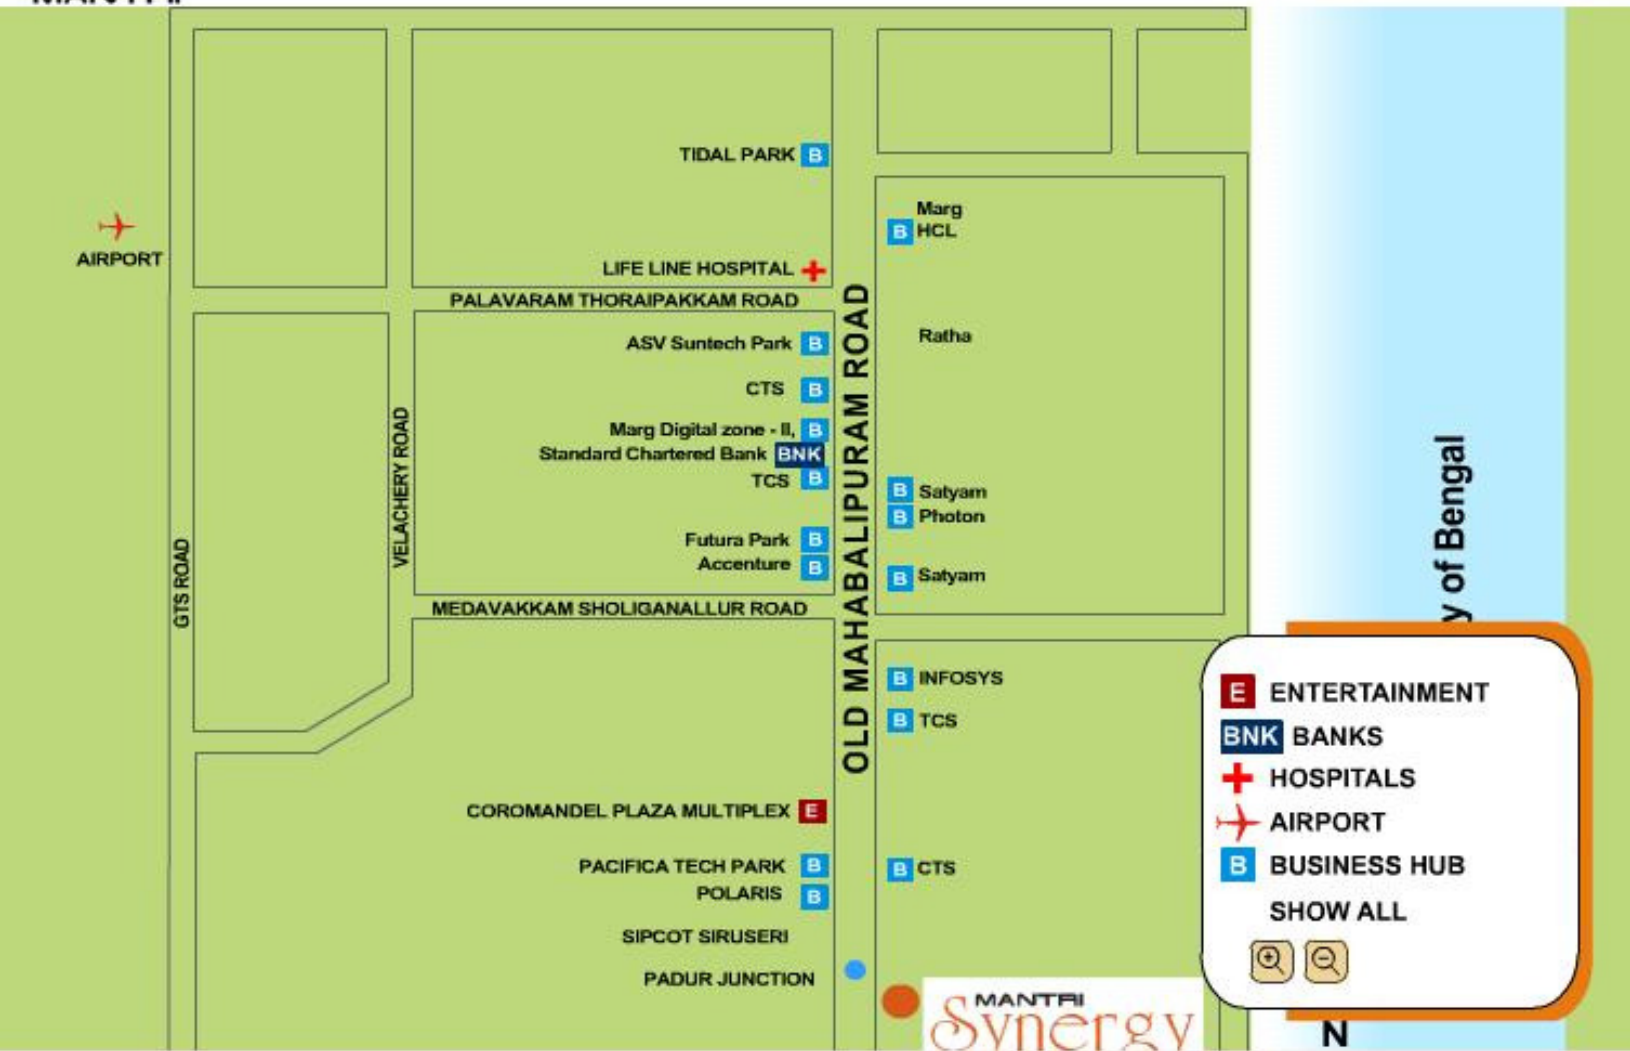 TIDAL PARK B
Marg
B HCL
AIRPORT
LIFE LINE HOSPITAL
PALAVARAM THORAIPAKKAM ROAD
ASV Suntech Park B
Ratha
CTS B
Marg Digital zone - II, B
Standard Chartered Bank BNK
TCS B
B Satyam
B Photon
Futura Park B
Accenture B
B Satyam
MEDAVAKKAM SHOLIGANALLUR ROAD
GTS ROAD
VELACHERY ROAD
OLD MAHABALIPURAM ROAD
y of Bengal
B INFOSYS
B TCS
COROMANDEL PLAZA MULTIPLEX E
PACIFICA TECH PARK B
POLARIS B
B CTS
SIPCOT SIRUSERI
PADUR JUNCTION
MANTRI
Synergy
E ENTERTAINMENT
BNK BANKS
HOSPITALS
AIRPORT
B BUSINESS HUB
SHOW ALL
N